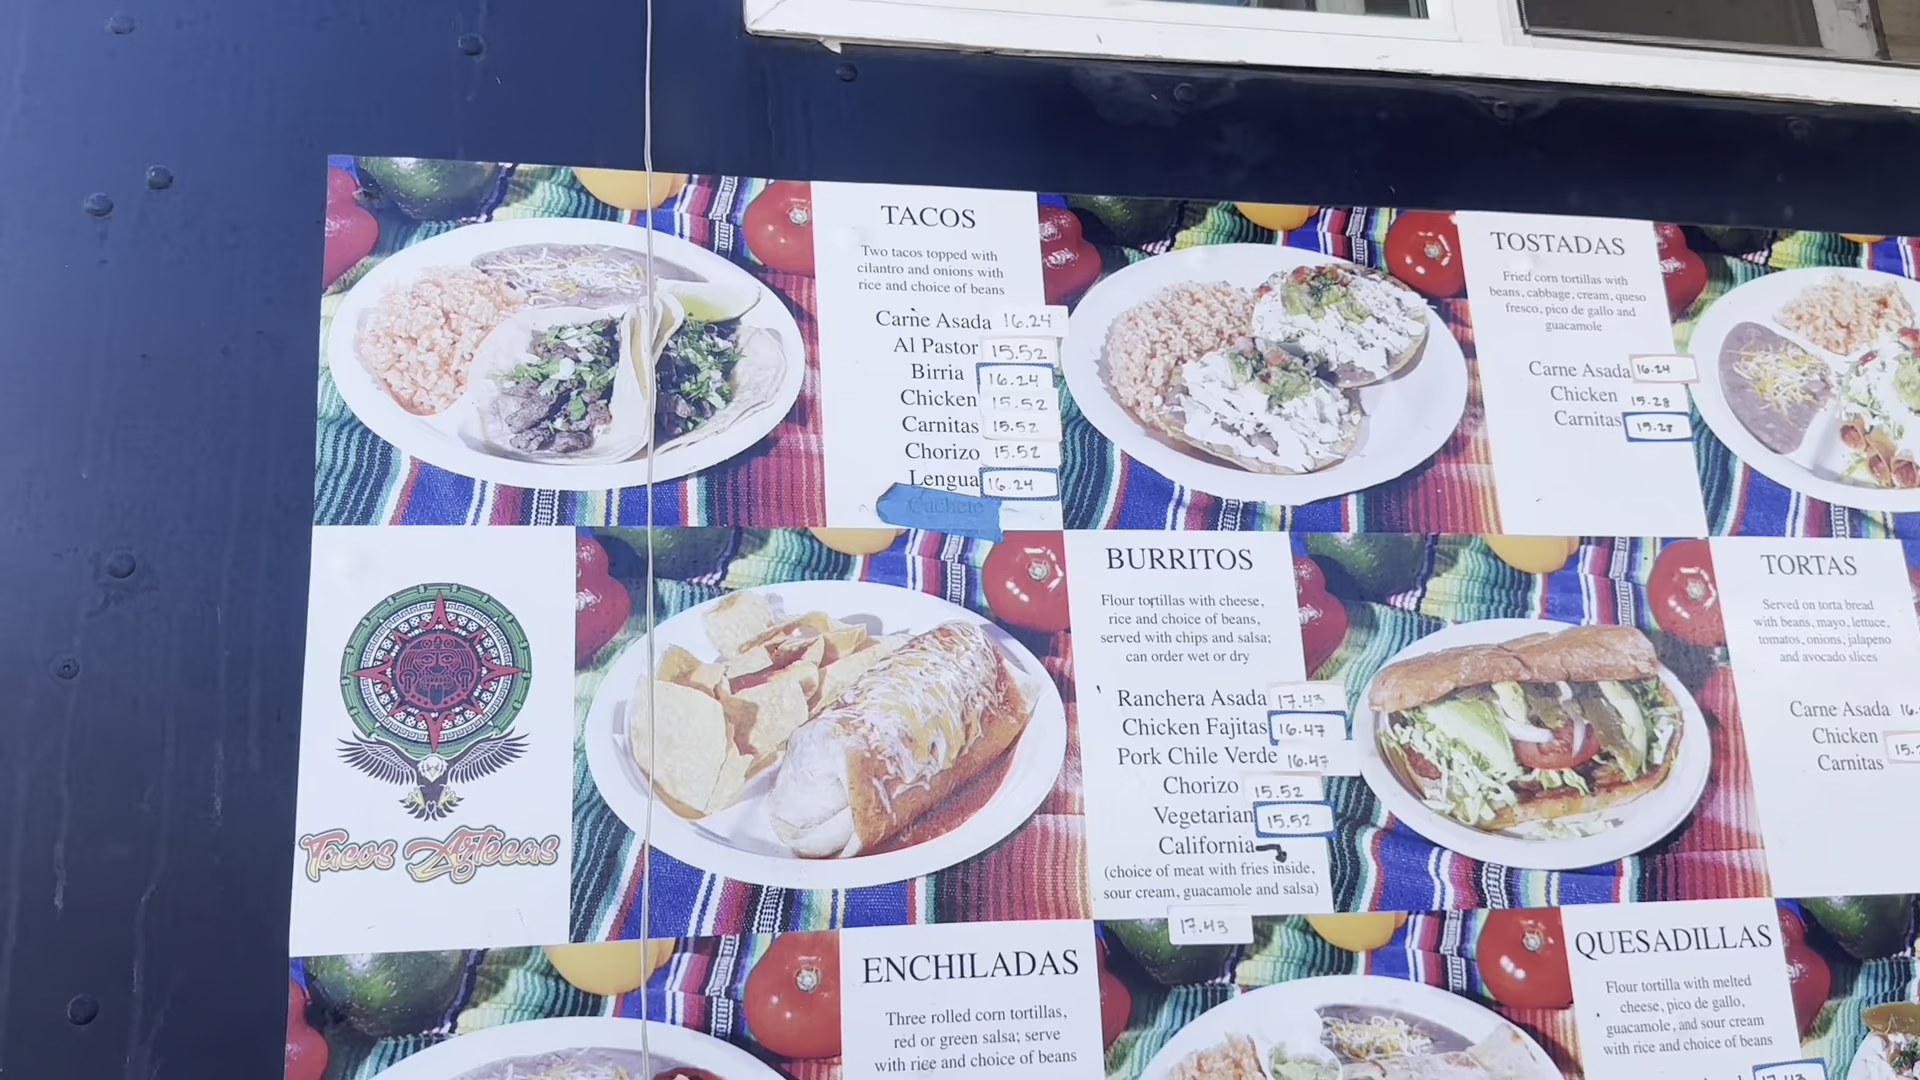 TACOS
Two tacos topped with
cilantro and onions with
rice and choice of beans
Carne Asada 16.24
Al Pastor 15.52
Birria 16.24
Chicken 15.52
Carnitas 15.52
Chorizo 15.52
Lengua 16.24
Cachete
TOSTADAS
Fried corn tortillas with
beans, cabbage, cream, queso
fresco, pico de gallo and
guacamole
Carne Asada 16.24
Chicken 15.28
Carnitas 15.28
Tacos Aztecas
BURRITOS
Flour tortillas with cheese,
rice and choice of beans,
served with chips and salsa;
can order wet or dry
Ranchera Asada 17.43
Chicken Fajitas 16.47
Pork Chile Verde 16.47
Chorizo 15.52
Vegetarian 15.52
California
(choice of meat with fries inside,
sour cream, guacamole and salsa)
17.43
TORTAS
Served on torta bread
with beans, mayo, lettuce,
tomatos, onions, jalapeno
and avocado slices
Carne Asada
Chicken
Carnitas
ENCHILADAS
Three rolled corn tortillas,
red or green salsa; serve
with rice and choice of beans
QUESADILLAS
Flour tortilla with melted
cheese, pico de gallo,
guacamole, and sour cream
with rice and choice of beans